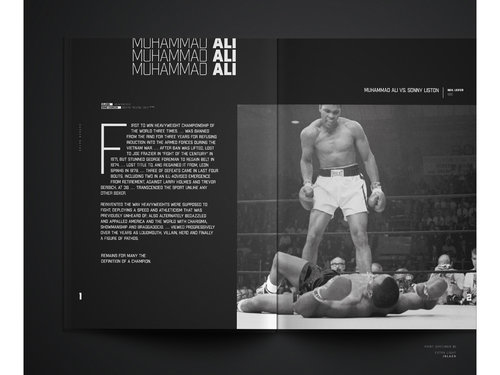 MUHAMMAD ALI
MUHAMMAD ALI
MUHAMMAD ALI
MUHAMMAD ALI VS. SONNY LISTON
FIRST TO WIN HEAVYWEIGHT CHAMPIONSHIP OF
THE WORLD THREE TIMES ... WAS BANNED
FROM THE RING FOR THREE YEARS FOR REFUSING
INDUCTION INTO THE ARMED FORCES DURING THE
VIETNAM WAR ... AFTER BAN WAS LIFTED, LOST
TO JOE FRAZIER IN "FIGHT OF THE CENTURY" IN
1971, BUT STUNNED GEORGE FOREMAN TO REGAIN BELT IN
1974 ... LOST TITLE TO, AND REGAINED IT FROM, LEON
SPINKS IN 1978 ... THREE OF DEFEATS CAME IN LAST FOUR
BOUTS, INCLUDING TWO IN AN ILL-ADVISED EMERGENCY
FROM RETIREMENT, AGAINST LARRY HOLMES AND TREVOR
BERBICK, AT 39 ... TRANSCENDED THE SPORT UNLIKE ANY
OTHER BOXER.
REINVENTED THE WAY HEAVYWEIGHTS WERE SUPPOSED TO
FIGHT, DEPLOYING A SPEED AND ATHLETICISM THAT WAS
PREVIOUSLY UNHEARD OF; ALSO ALTERNATELY BEDAZZLED
AND APPALLED AMERICA AND THE WORLD WITH CHARISMA,
SHOWMANSHIP AND BRAGGADOCIO. ... VIEWED PROGRESSIVELY
OVER THE YEARS AS LOUDMOUTH, VILLAIN, HERO AND FINALLY
A FIGURE OF PATHOS.
REMAINS FOR MANY THE
DEFINITION OF A CHAMPION.
1
2